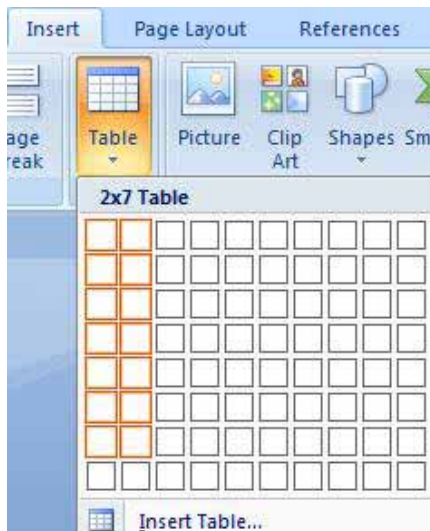 Insert Page Layout References
age
reak
Table Picture Clip
Art Shapes Sm
2x7 Table
Insert Table...